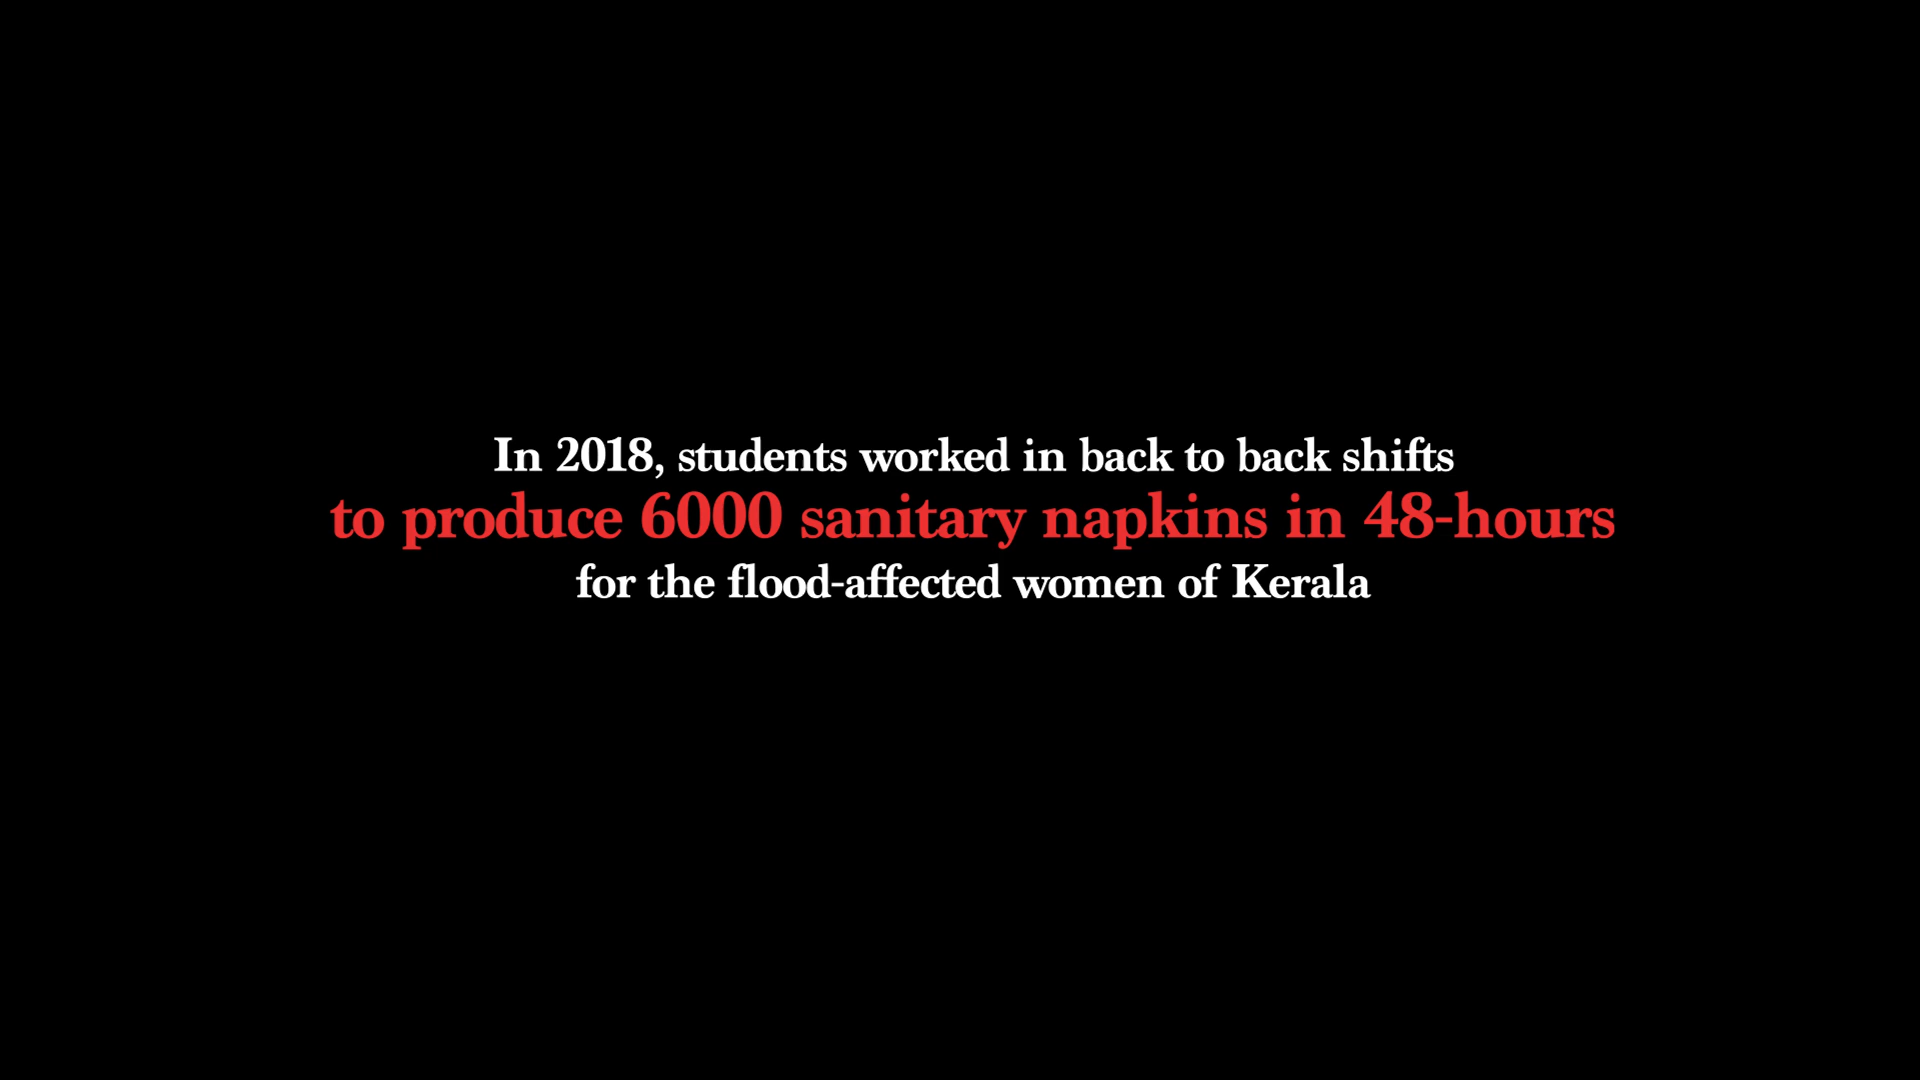 In 2018, students worked in back to back shifts
to produce 6000 sanitary napkins in 48-hours
for the flood-affected women of Kerala